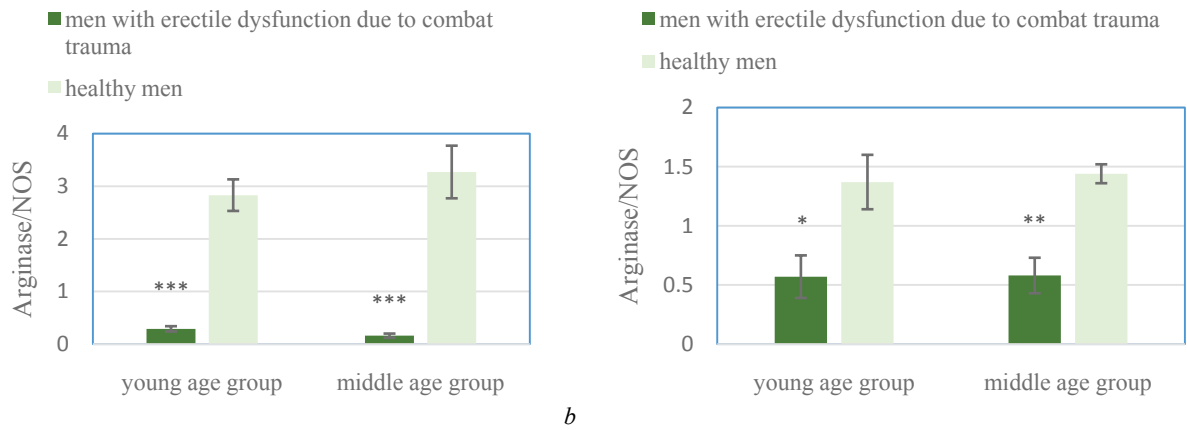 men with erectile dysfunction due to combat
trauma
healthy men
4
3
2
1
0
Arginase/NOS
***
***
young age group
middle age group
b
men with erectile dysfunction due to combat trauma
healthy men
2
1.5
1
0.5
0
Arginase/NOS
*
**
young age group
middle age group